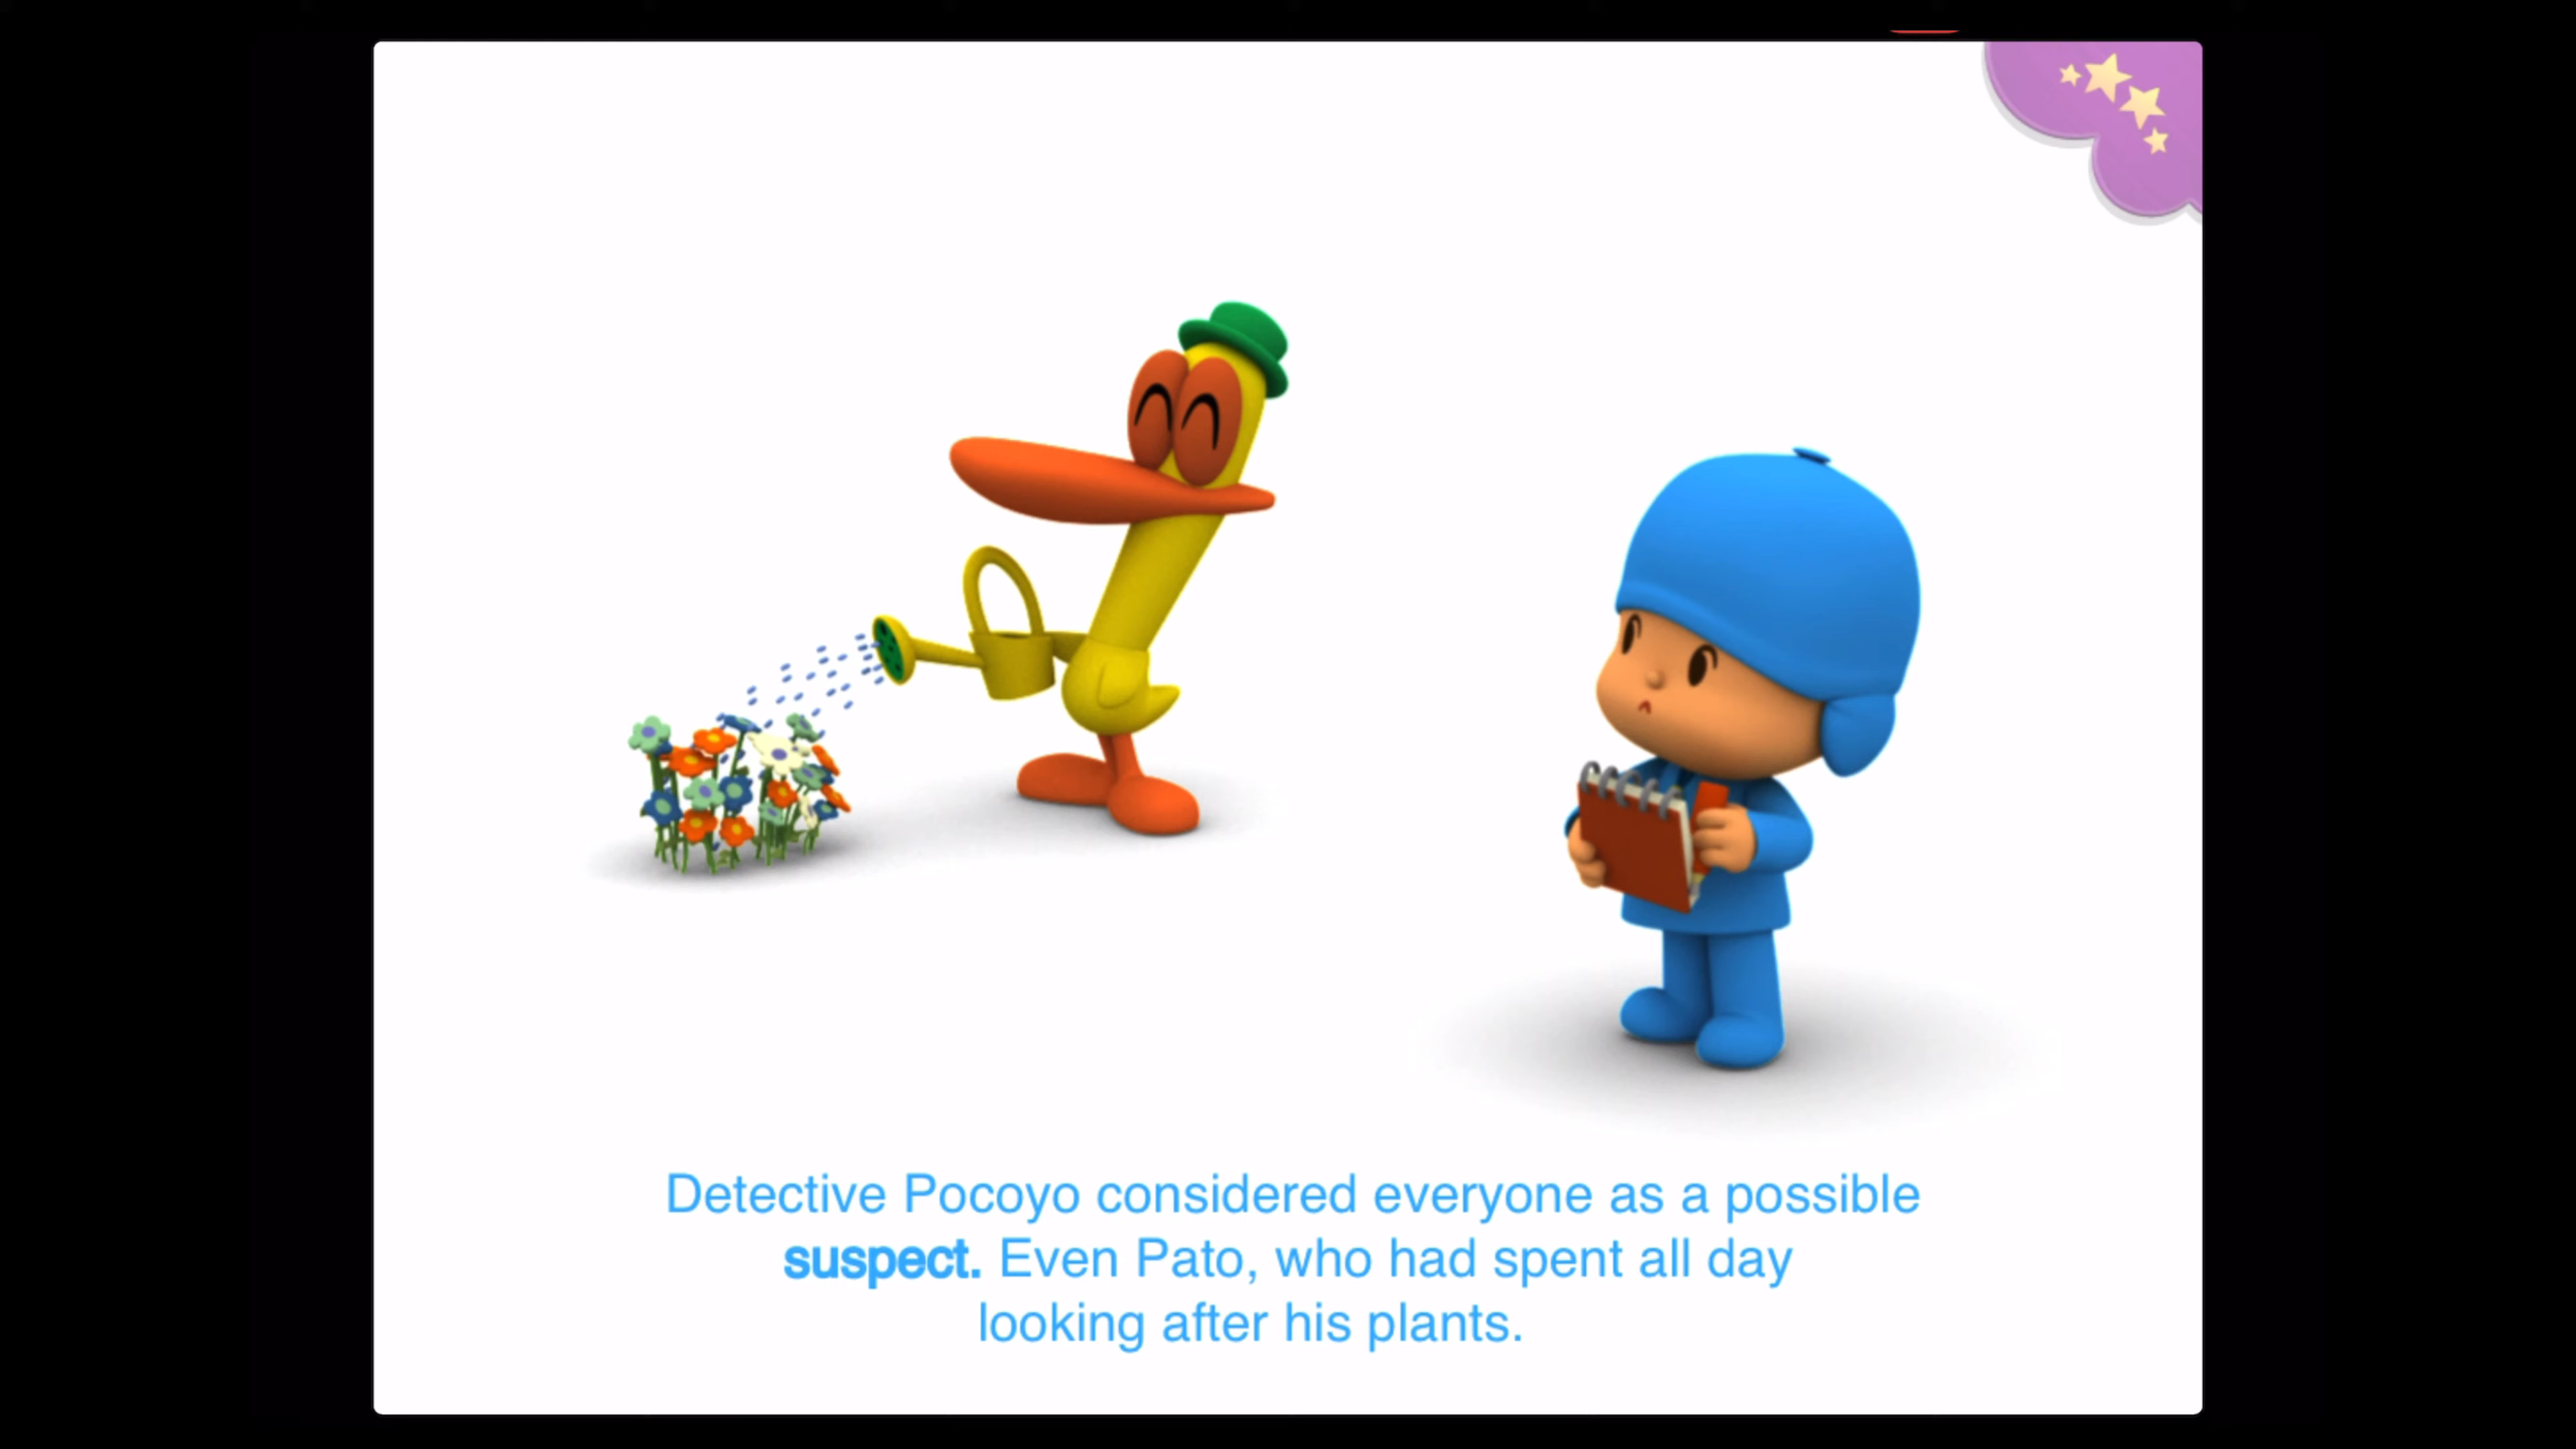 Detective Pocoyo considered everyone as a possible
suspect. Even Pato, who had spent all day
looking after his plants.